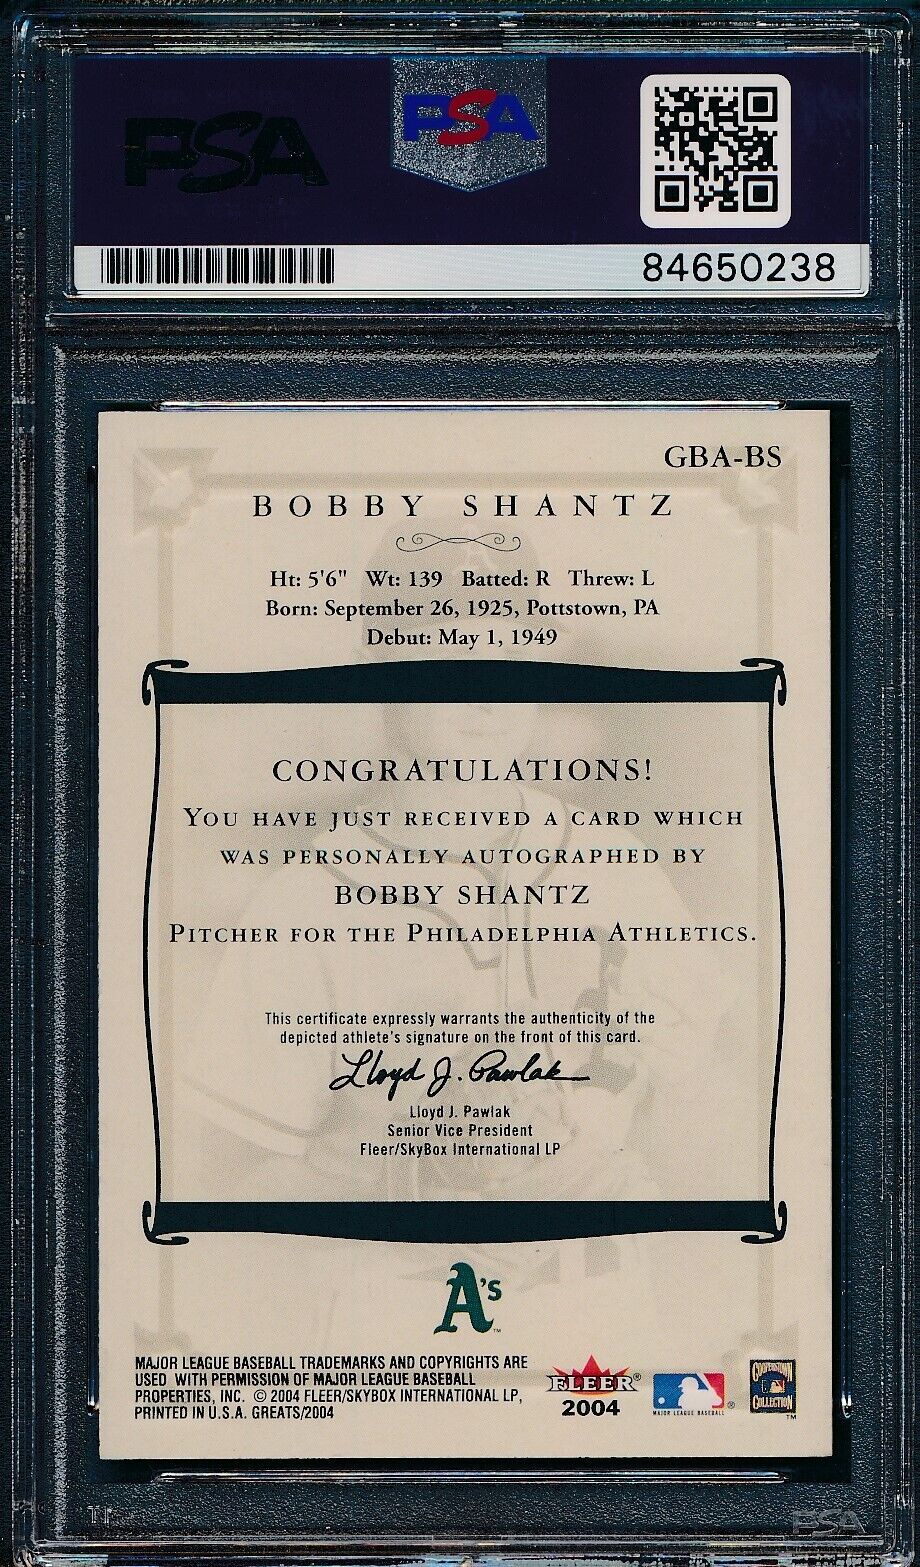 PSA
PSA
84650238
GBA-BS
BOBBY SHANTZ
Ht: 5'6" Wt: 139 Batted: R Threw: L
Born: September 26, 1925, Pottstown, PA
Debut: May 1, 1949
CONGRATULATIONS!
YOU HAVE JUST RECEIVED A CARD WHICH
WAS PERSONALLY AUTOGRAPHED BY
BOBBY SHANTZ
PITCHER FOR THE PHILADELPHIA ATHLETICS.
This certificate expressly warrants the authenticity of the
depicted athlete's signature on the front of this card.
Lloyd J. Pawlak
Lloyd J. Pawlak
Senior Vice President
Fleer/SkyBox International LP
A's™
MAJOR LEAGUE BASEBALL TRADEMARKS AND COPYRIGHTS ARE
USED WITH PERMISSION OF MAJOR LEAGUE BASEBALL
PROPERTIES, INC. © 2004 FLEER/SKYBOX INTERNATIONAL LP,
PRINTED IN U.S.A. GREATS/2004
FLEER®
2004
MAJOR LEAGUE BASEBALL®
COOPERSTOWN
COLLECTION
™
PSA